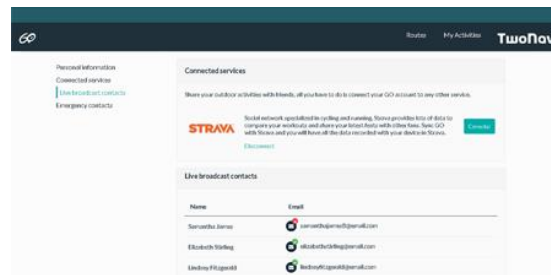 GO
Routes My Activities TwoNav
Personal information
Connected services
Live broadcast contacts
Emergency contacts
Connected services
Share your outdoor activities with friends, all you have to do is connect your GO account to any other service.
STRAVA
Social network specialized in cycling and running. Strava provides lots of data to
compare your workouts and share your latest feats with other fans. Sync GO
with Strava and you will have all the data recorded with your device in Strava.
Disconnect
Live broadcast contacts
Name Email
Samantha James
Elizabeth Stirling
Lindsey Fitzgerald